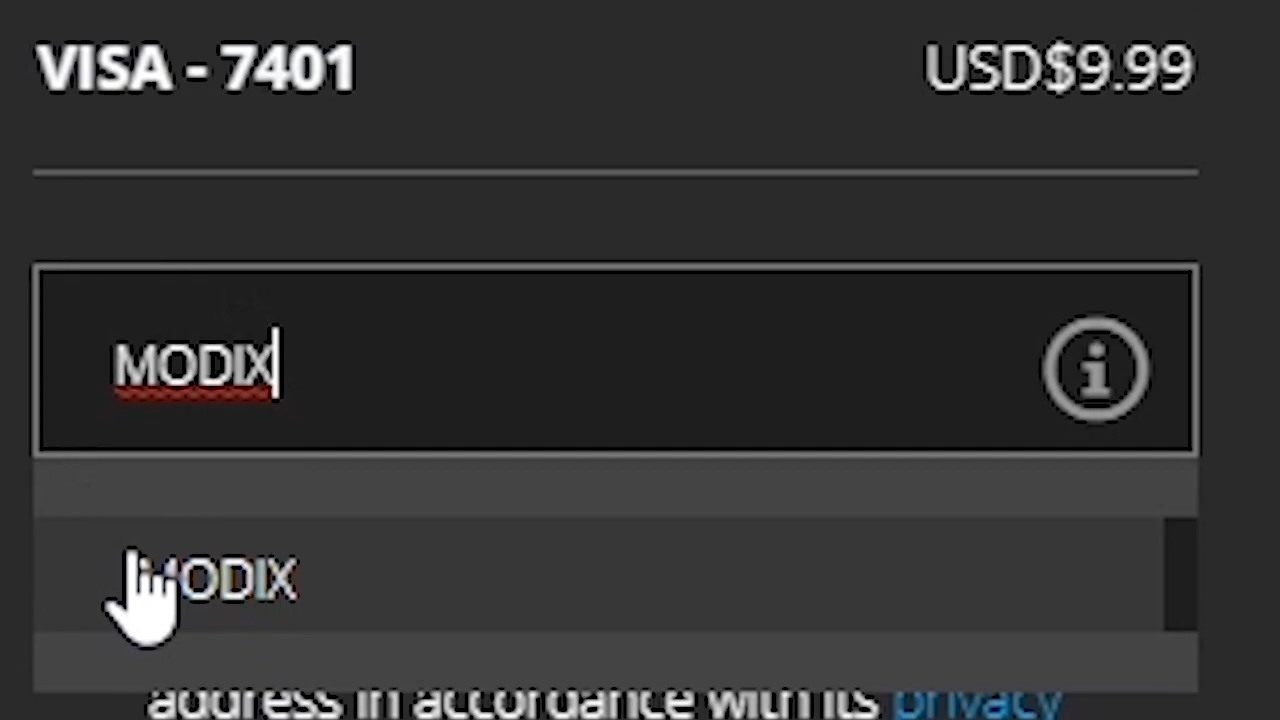 VISA - 7401 USD$9.99
MODIX
MODIX
address in accordance with its privacy